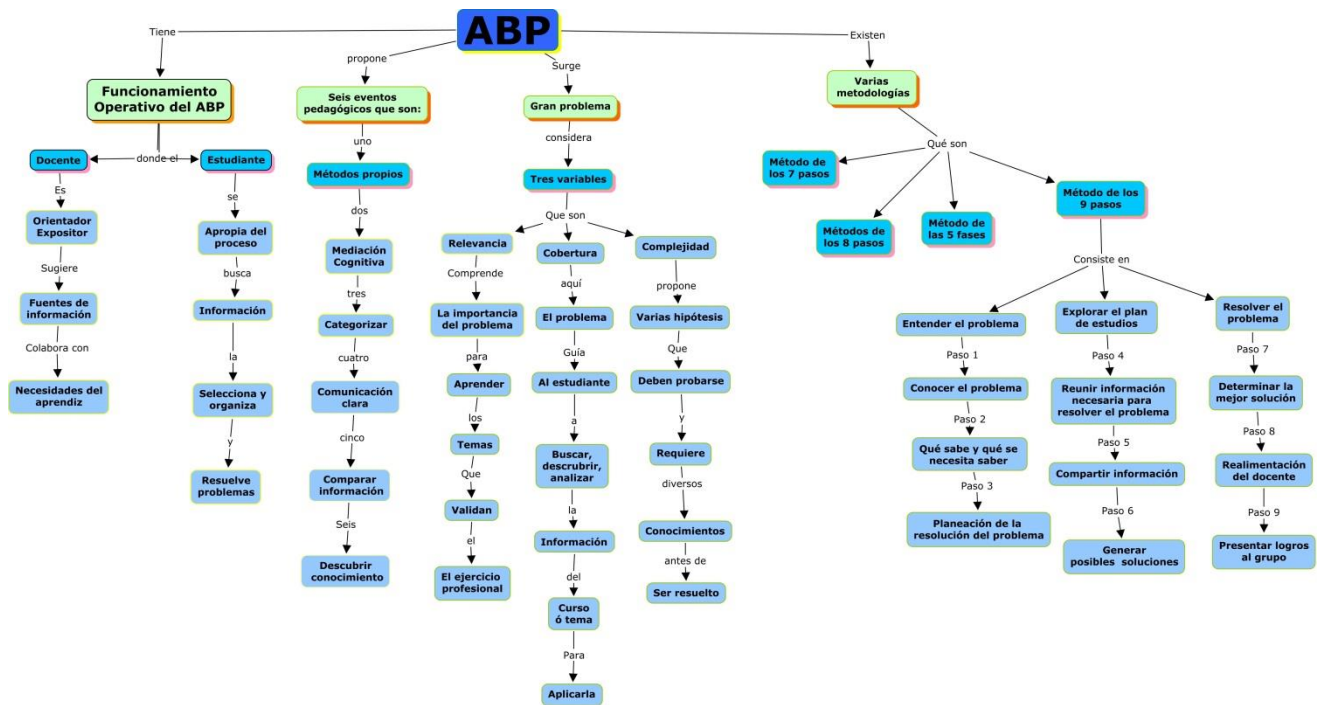 ABP
Tiene
Funcionamiento
Operativo del ABP
donde el
Docente
Es
Orientador
Expositor
Sugiere
Fuentes de
información
Colabora con
Necesidades del
aprendiz
Estudiante
se
Apropia del
proceso
busca
Información
la
Selecciona y
organiza
y
Resuelve
problemas
propone
Seis eventos
pedagógicos que son:
uno
Métodos propios
dos
Mediación
Cognitiva
tres
Categorizar
cuatro
Comunicación
clara
cinco
Comparar
información
Seis
Descubrir
conocimiento
Surge
Gran problema
considera
Tres variables
Que son
Relevancia
Comprende
La importancia
del problema
para
Aprender
los
Temas
Que
Validan
el
El ejercicio
profesional
Cobertura
aquí
El problema
Guía
Al estudiante
a
Buscar,
descrubrir,
analizar
la
Información
del
Curso
ó tema
Para
Aplicarla
Complejidad
propone
Varias hipótesis
Que
Deben probarse
y
Requiere
diversos
Conocimientos
antes de
Ser resuelto
Existen
Varias
metodologías
Qué son
Método de
los 7 pasos
Métodos de
los 8 pasos
Método de
las 5 fases
Método de los
9 pasos
Consiste en
Entender el problema
Paso 1
Conocer el problema
Paso 2
Qué sabe y qué se
necesita saber
Paso 3
Planeación de la
resolución del problema
Explorar el plan
de estudios
Paso 4
Reunir información
necesaria para
resolver el problema
Paso 5
Compartir información
Paso 6
Generar
posibles soluciones
Resolver el
problema
Paso 7
Determinar la
mejor solución
Paso 8
Realimentación
del docente
Paso 9
Presentar logros
al grupo